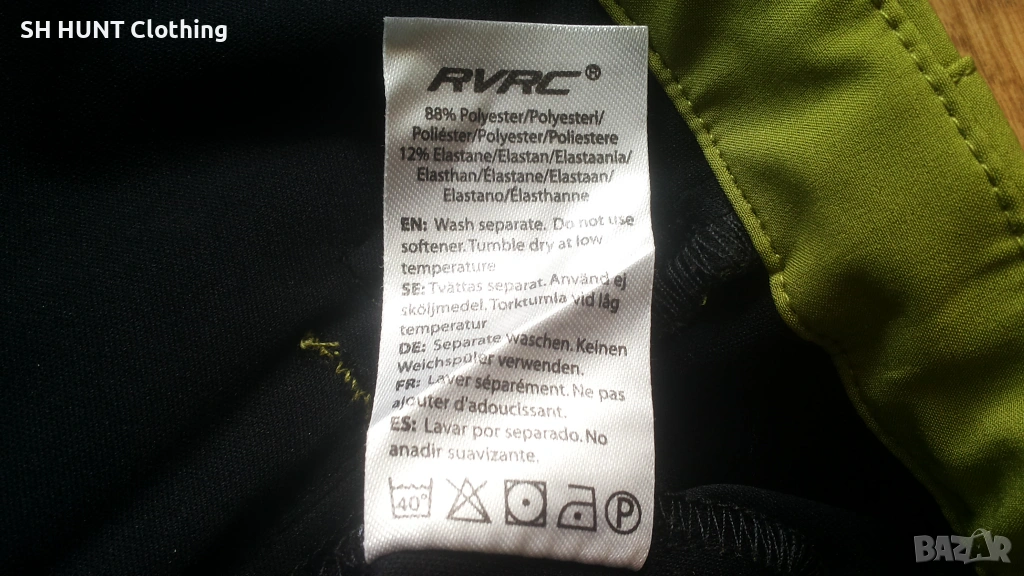 SH HUNT Clothing
RVRC®
88% Polyester/Polyesteri/
Poliéster/Polyester/Poliestere
12% Elastane/Elastan/Elastaania/
Elasthan/Élastane/Elastaan/
Elastano/Élasthanne
EN: Wash separate. Do not use
softener. Tumble dry at low
temperature
SE: Tvättas separat. Använd ej
sköljmedel. Torktumla vid låg
temperatur
DE: Separate waschen. Keinen
Weichspüler verwenden.
FR: Laver séparément. Ne pas
ajouter d'adoucissant.
ES: Lavar por separado. No
anadir suavizante.
40° P
BAZAR